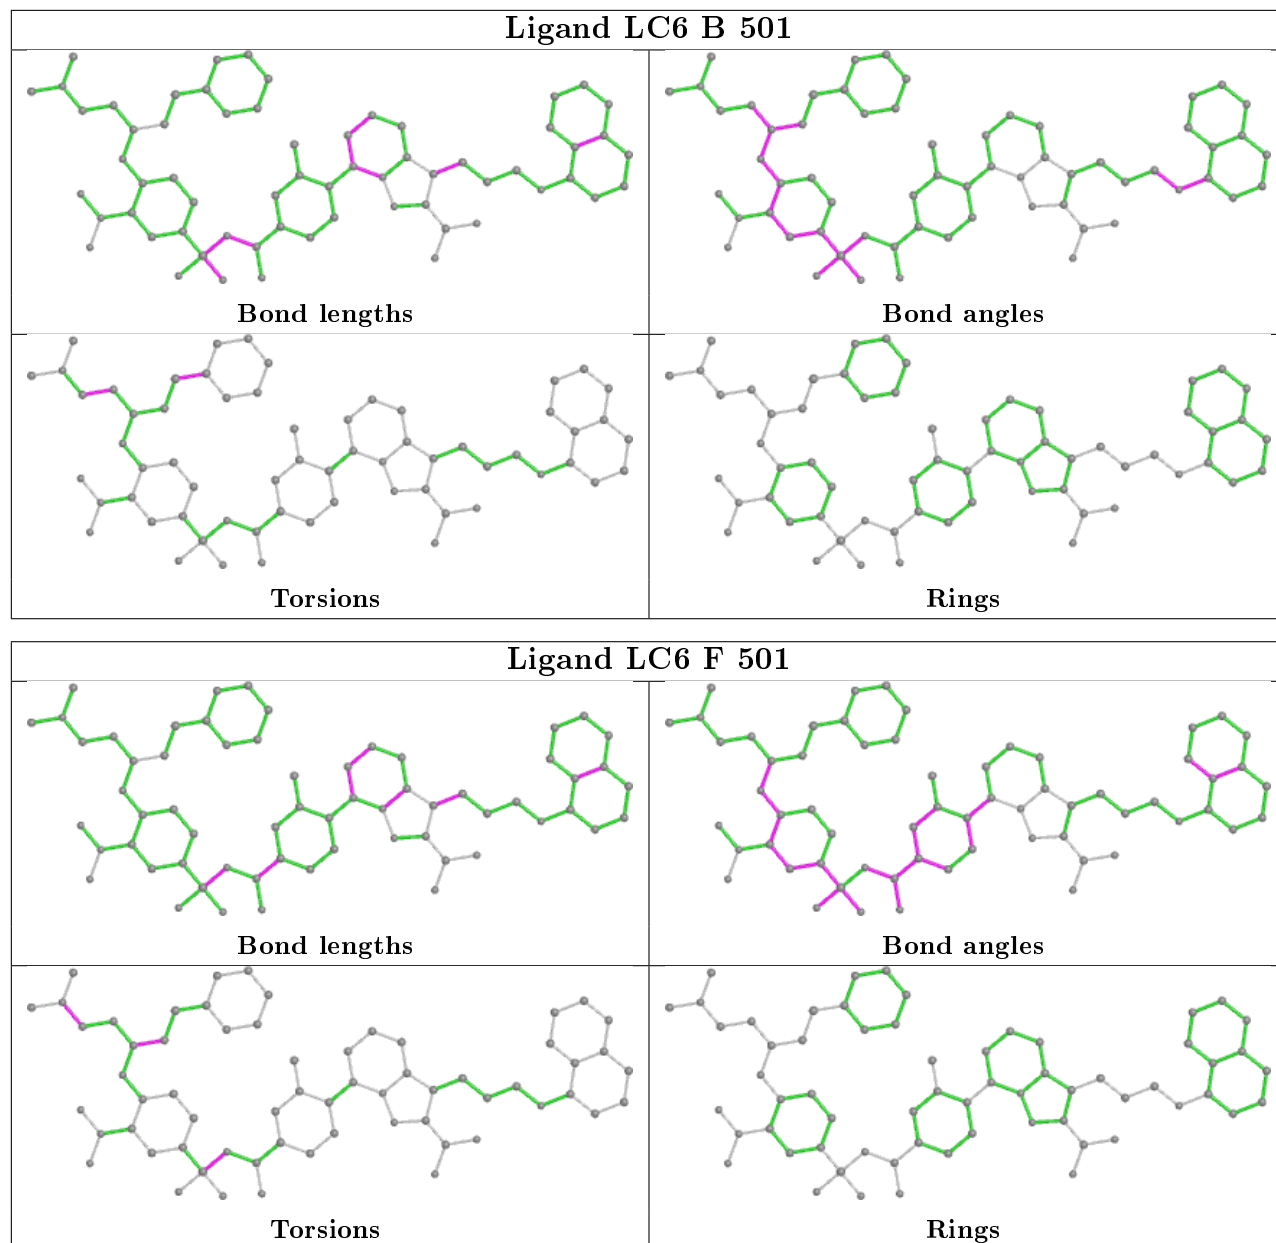 Ligand LC6 B 501
Bond lengths
Bond angles
Torsions
Rings
Ligand LC6 F 501
Bond lengths
Bond angles
Torsions
Rings